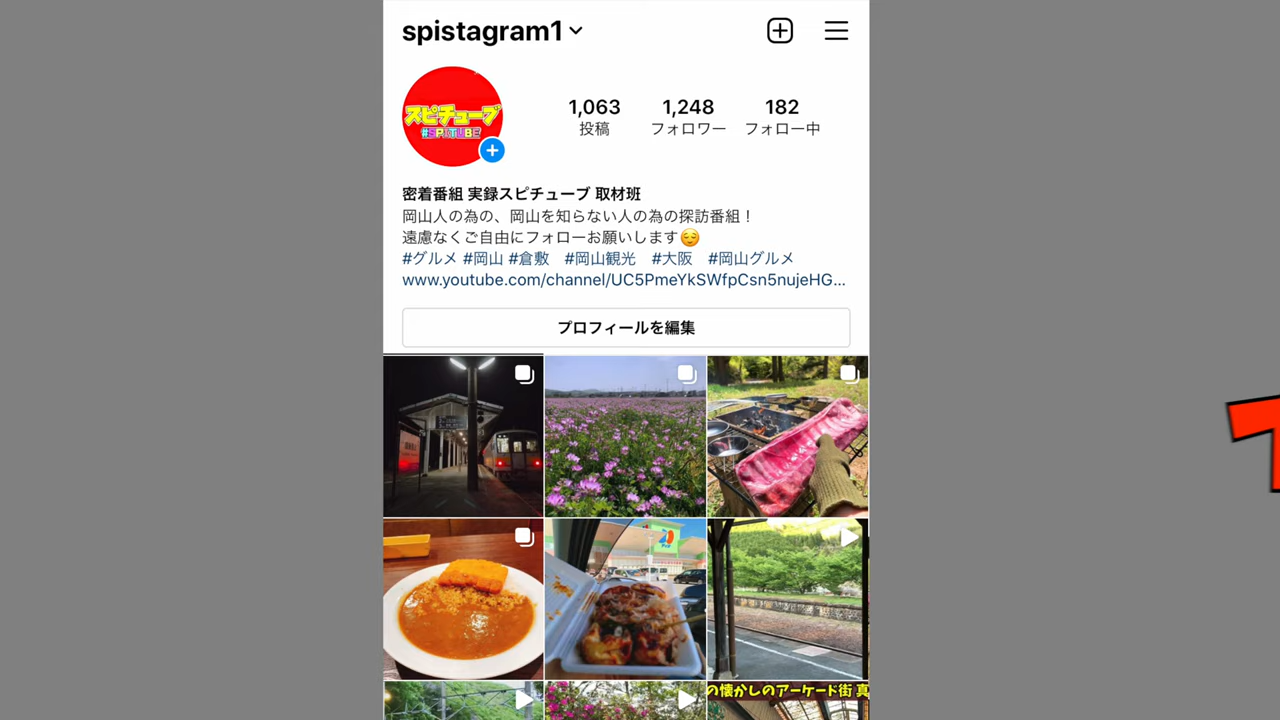 spistagram1
スピチューブ
#SPITUBE
1,063
投稿
1,248
フォロワー
182
フォロー中
密着番組 実録スピチューブ 取材班
岡山人の為の、岡山を知らない人の為の探訪番組！
遠慮なくご自由にフォローお願いします😌
#グルメ #岡山 #倉敷　#岡山観光　#大阪　#岡山グルメ
www.youtube.com/channel/UC5PmeYkSWfpCsn5nujeHG...
プロフィールを編集
の懐かしのアーケード街 真